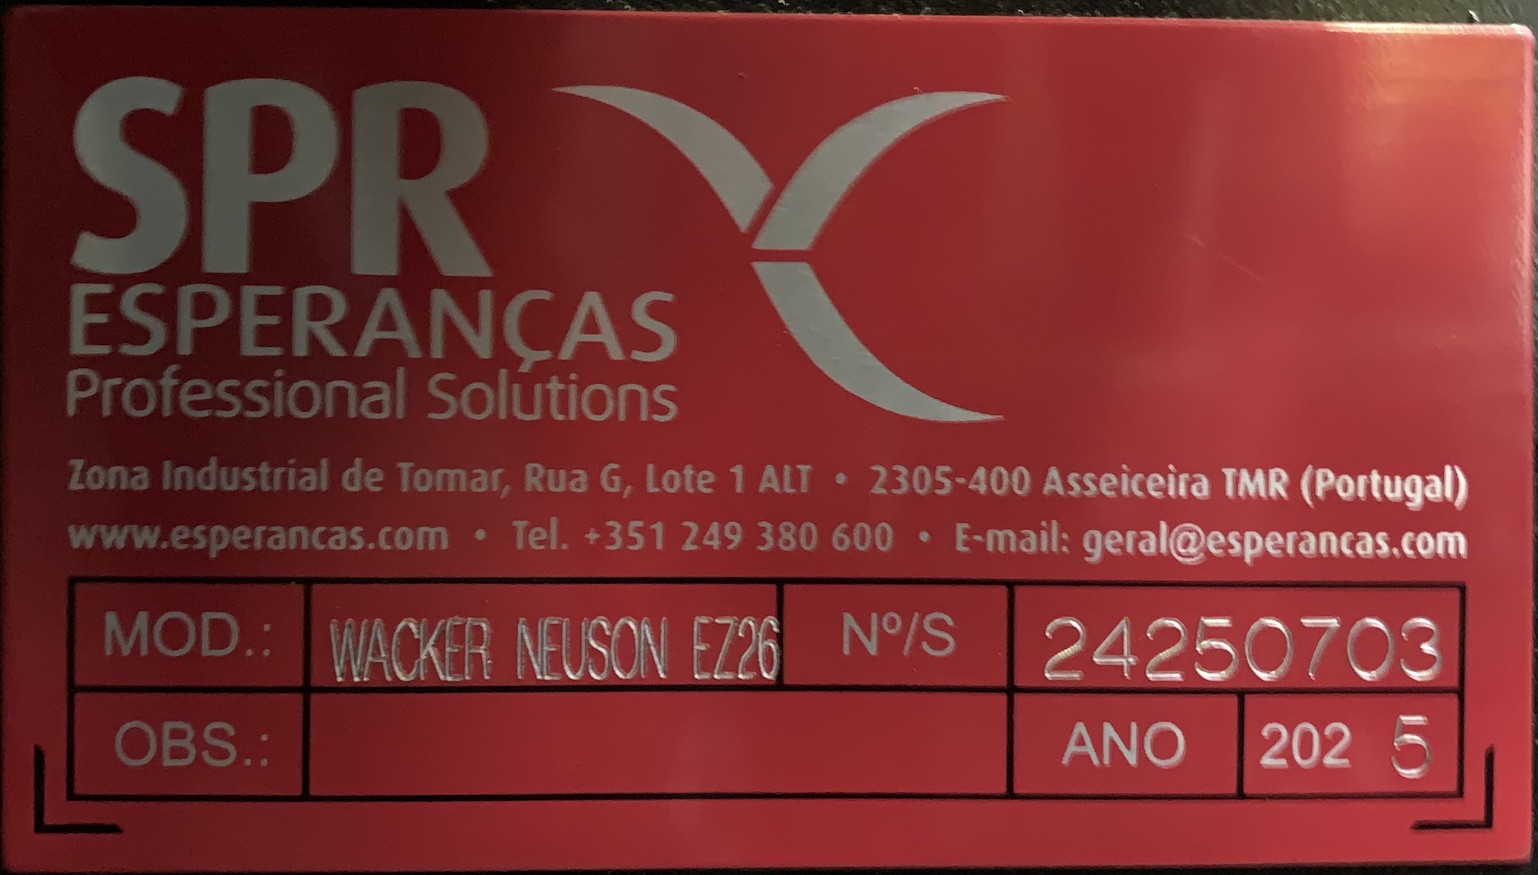 SPR
ESPERANÇAS
Professional Solutions
Zona Industrial de Tomar, Rua G, Lote 1 ALT • 2305-400 Asseiceira TMR (Portugal)
www.esperancas.com • Tel. +351 249 380 600 • E-mail: geral@esperancas.com
MOD.: WACKER NEUSON EZ26 Nº/S 24250703
OBS.: ANO 202 5